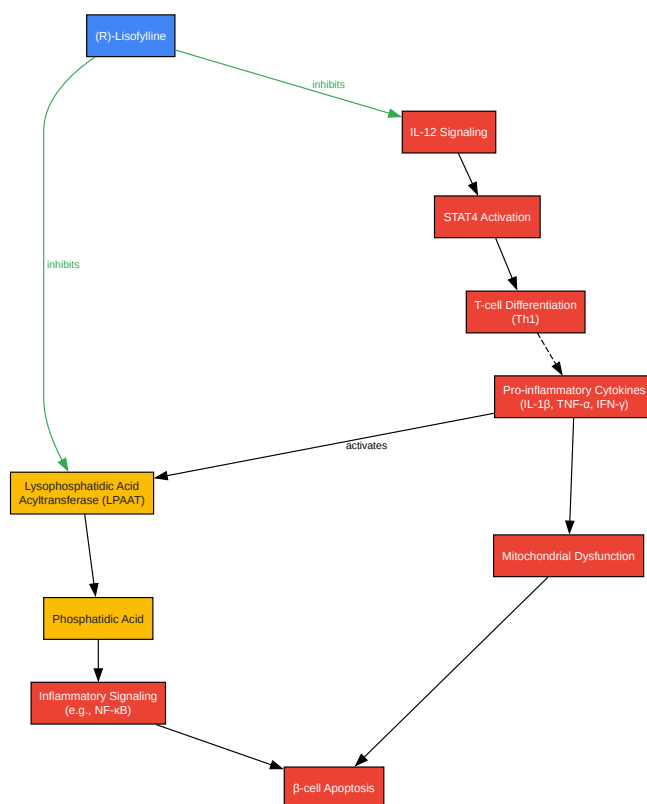 (R)-Lisofylline
inhibits
IL-12 Signaling
STAT4 Activation
inhibits
T-cell Differentiation
(Th1)
Pro-inflammatory Cytokines
(IL-1β, TNF-α, IFN-γ)
activates
Lysophosphatidic Acid
Acyltransferase (LPAAT)
Mitochondrial Dysfunction
Phosphatidic Acid
Inflammatory Signaling
(e.g., NF-κB)
β-cell Apoptosis